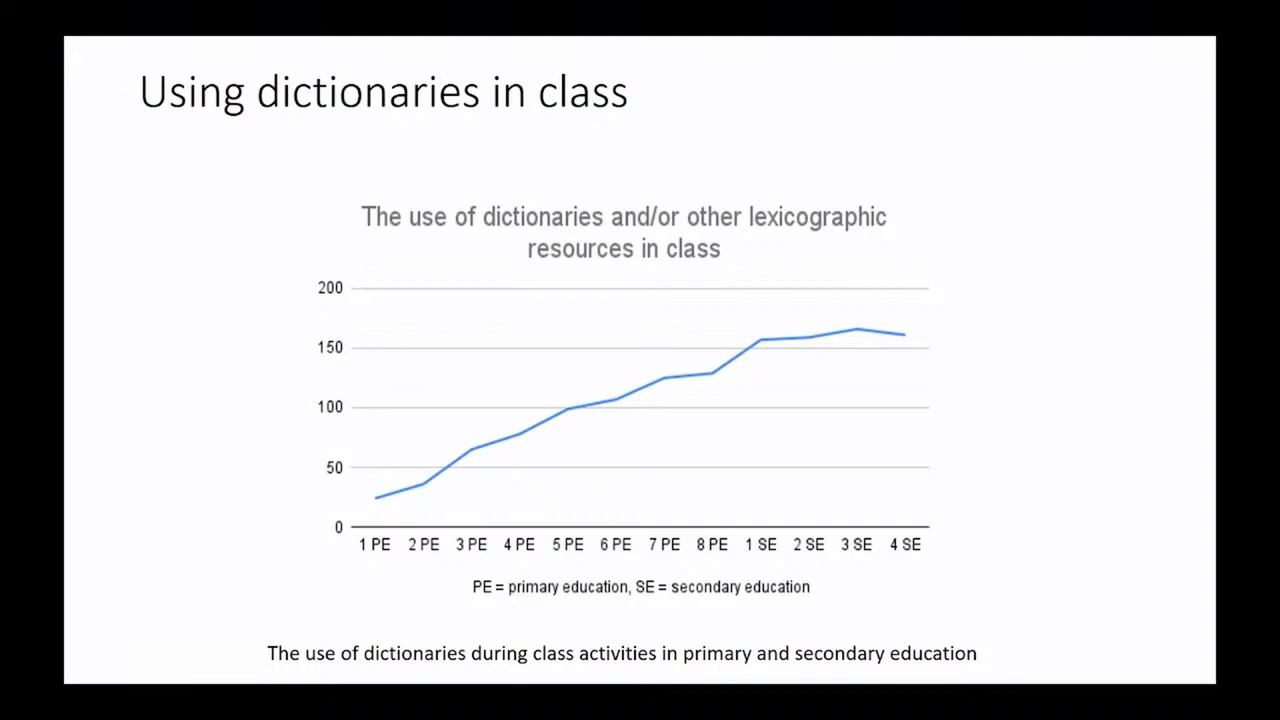 Using dictionaries in class
The use of dictionaries and/or other lexicographic
resources in class
200
150
100
50
0
1 PE 2 PE 3 PE 4 PE 5 PE 6 PE 7 PE 8 PE 1 SE 2 SE 3 SE 4 SE
PE = primary education, SE = secondary education
The use of dictionaries during class activities in primary and secondary education